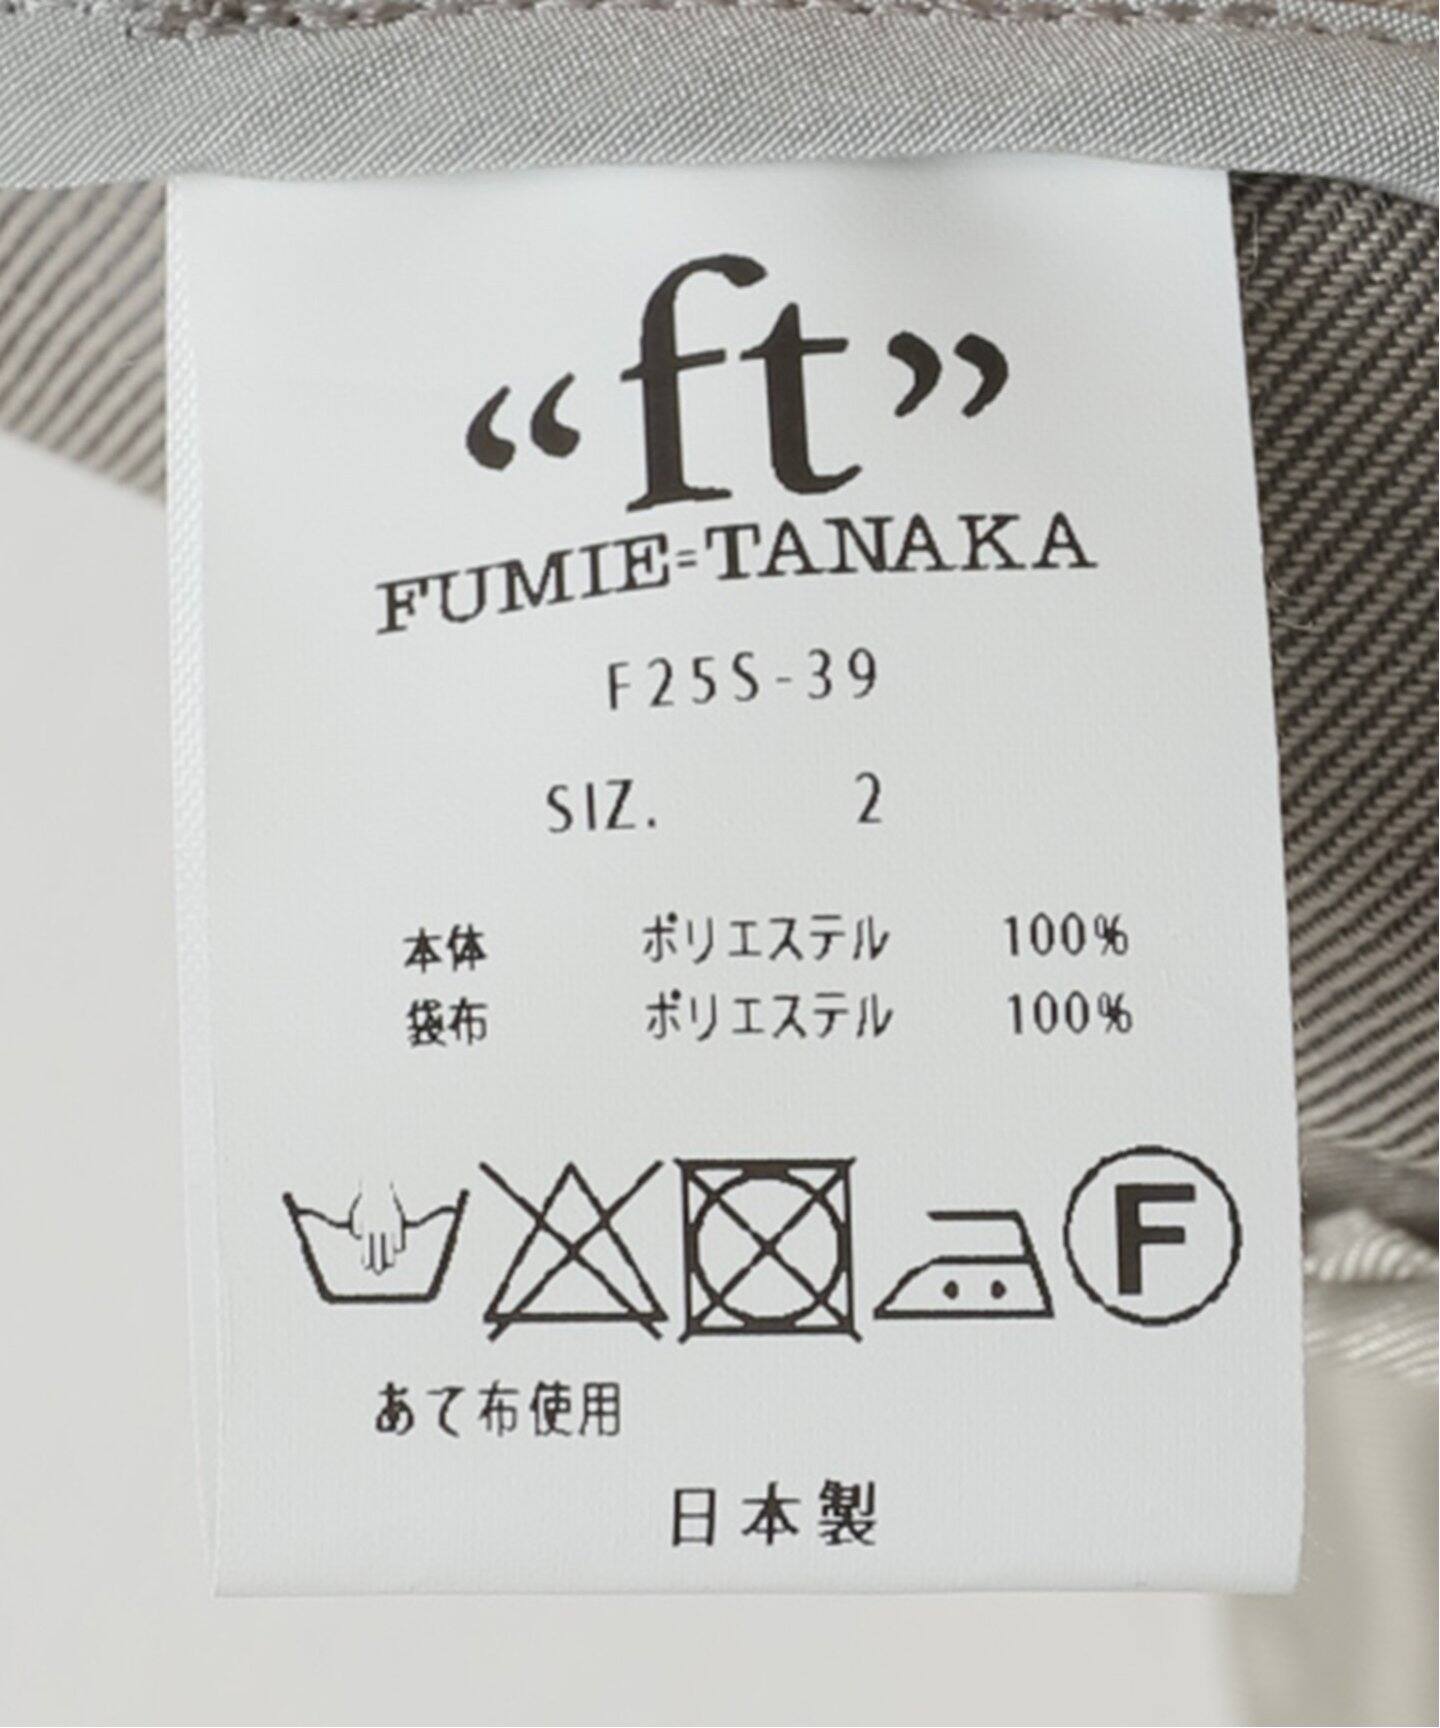 “ft”
FUMIE=TANAKA
F25S-39
SIZ. 2
本体 ポリエステル 100%
袋布 ポリエステル 100%
F
あて布使用
日本製